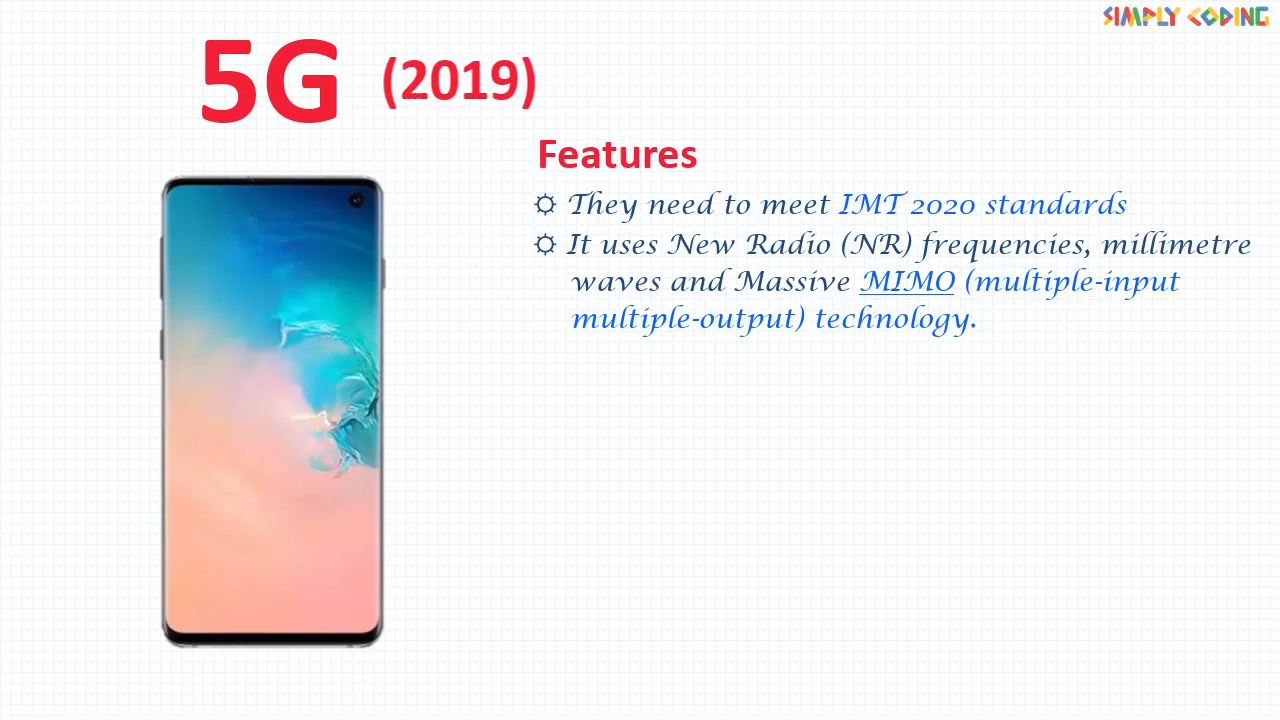 SIMPLY CODING
5G (2019)
Features
They need to meet IMT 2020 standards
It uses New Radio (NR) frequencies, millimetre
waves and Massive MIMO (multiple-input
multiple-output) technology.